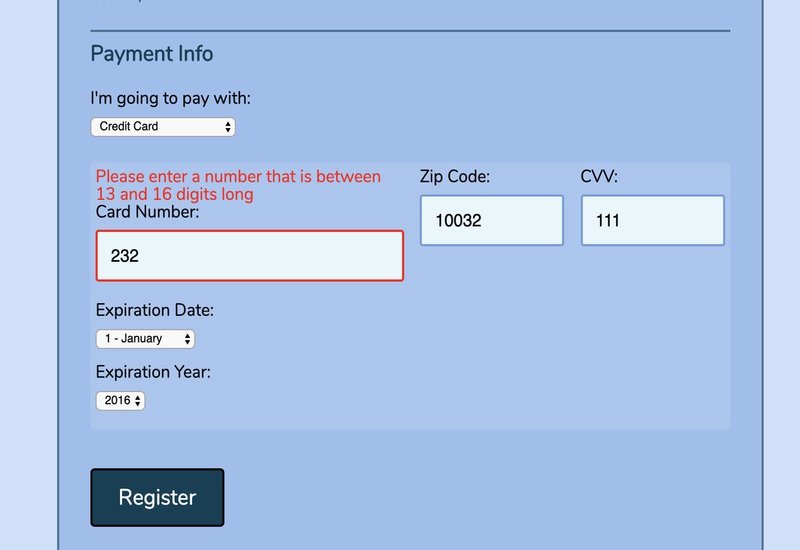 Payment Info
I'm going to pay with:
Credit Card
Please enter a number that is between
13 and 16 digits long
Card Number:
232
Zip Code:
10032
CVV:
111
Expiration Date:
1 - January
Expiration Year:
2016
Register